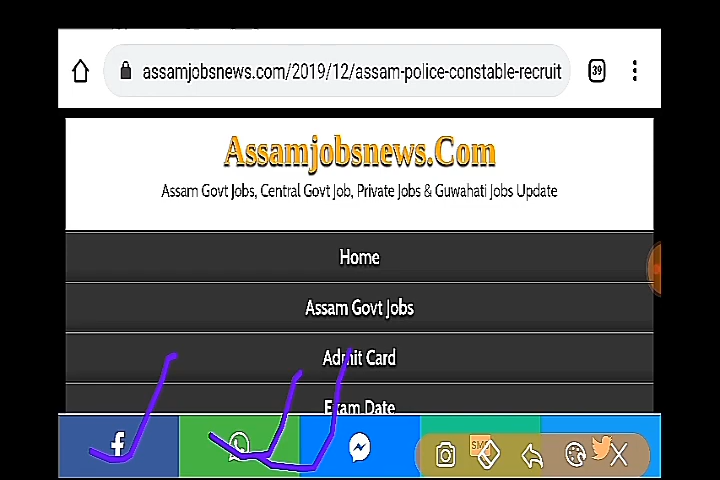 assamjobsnews.com/2019/12/assam-police-constable-recruit
39
Assamjobsnews.Com
Assam Govt Jobs, Central Govt Job, Private Jobs & Guwahati Jobs Update
Home
Assam Govt Jobs
Admit Card
Exam Date
SMS